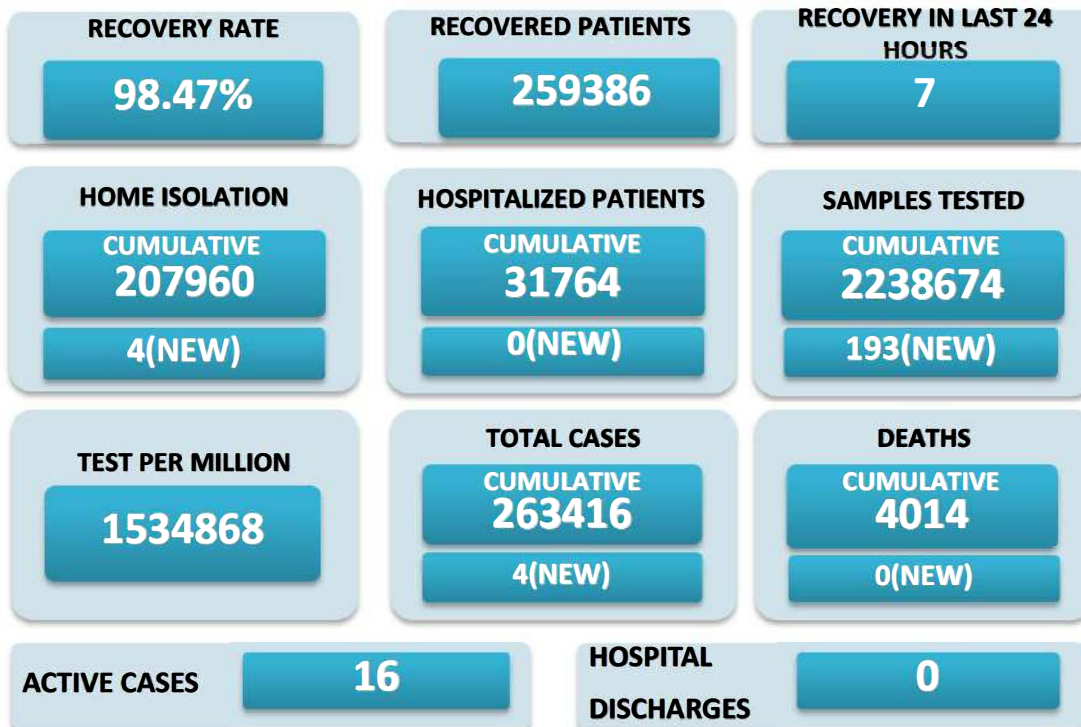 RECOVERY RATE
98.47%
RECOVERED PATIENTS
259386
RECOVERY IN LAST 24
HOURS
7
HOME ISOLATION
CUMULATIVE
207960
4(NEW)
HOSPITALIZED PATIENTS
CUMULATIVE
31764
0(NEW)
SAMPLES TESTED
CUMULATIVE
2238674
193(NEW)
TEST PER MILLION
1534868
TOTAL CASES
CUMULATIVE
263416
4(NEW)
DEATHS
CUMULATIVE
4014
0(NEW)
ACTIVE CASES
16
HOSPITAL
DISCHARGES
0